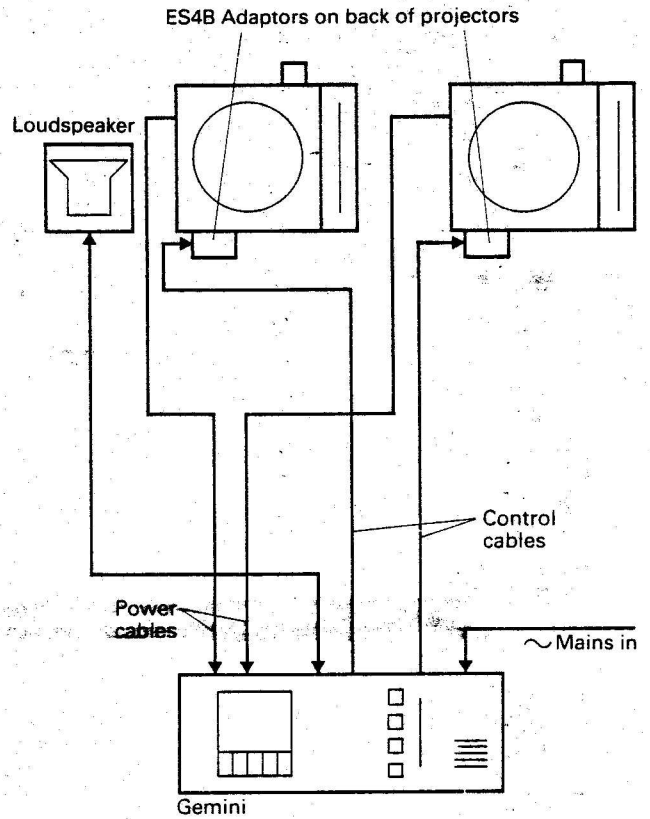 ES4B Adaptors on back of projectors
Loudspeaker
Control
cables
Power
cables
~ Mains in
Gemini